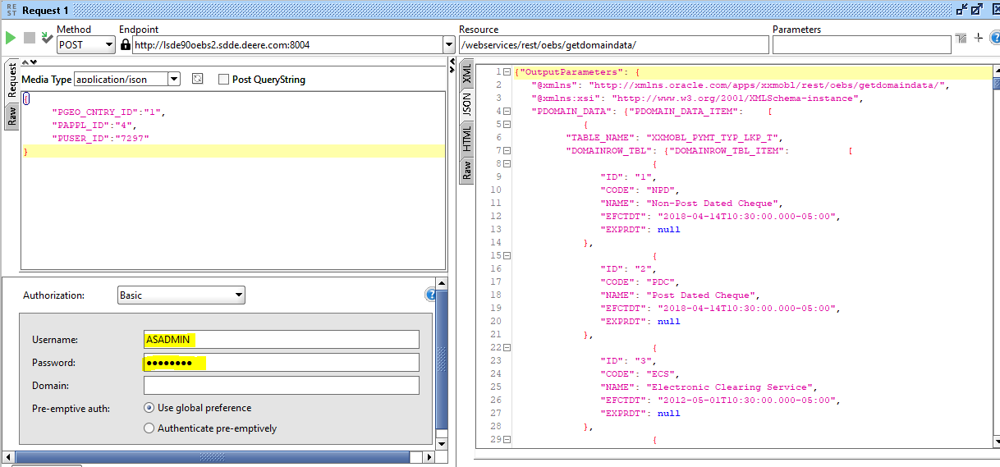 RE
ST
Request 1
Method
Endpoint
Resource
Parameters
POST
http://lsde90oebs2.sdde.deere.com:8004
/webservices/rest/oebs/getdomaindata/
Request
Raw
Media Type application/json
Post QueryString
{
"PGEO_CNTRY_ID":"1",
"PAPPL_ID":"4",
"PUSER_ID":"7297"
}
Authorization: Basic
Username: ASADMIN
Password: ●●●●●●●●
Domain:
Pre-emptive auth: Use global preference
Authenticate pre-emptively
XML
JSON
HTML
Raw
1 {"OutputParameters": {
2 "@xmlns": "http://xmlns.oracle.com/apps/xxmobl/rest/oebs/getdomaindata/",
3 "@xmlns:xsi": "http://www.w3.org/2001/XMLSchema-instance",
4 "PDOMAIN_DATA": {"PDOMAIN_DATA_ITEM": [
5 {
6 "TABLE_NAME": "XXMOBL_PYMT_TYP_LKP_T",
7 "DOMAINROW_TBL": {"DOMAINROW_TBL_ITEM": [
8 {
9 "ID": "1",
10 "CODE": "NPD",
11 "NAME": "Non-Post Dated Cheque",
12 "EFCTDT": "2018-04-14T10:30:00.000-05:00",
13 "EXPRDT": null
14 },
15 {
16 "ID": "2",
17 "CODE": "PDC",
18 "NAME": "Post Dated Cheque",
19 "EFCTDT": "2018-04-14T10:30:00.000-05:00",
20 "EXPRDT": null
21 },
22 {
23 "ID": "3",
24 "CODE": "ECS",
25 "NAME": "Electronic Clearing Service",
26 "EFCTDT": "2012-05-01T10:30:00.000-05:00",
27 "EXPRDT": null
28 },
29 {